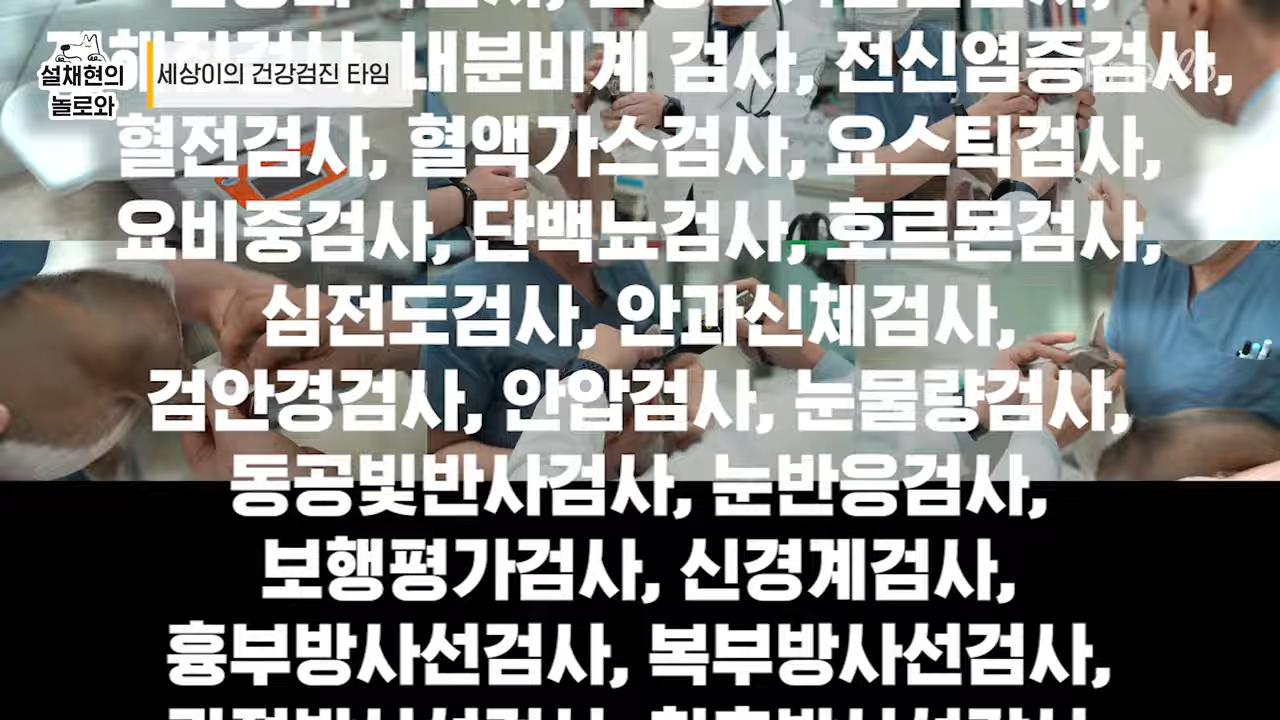 설채현의
놀로와
세상이의 건강검진 타임
내분비계 검사, 전신염증검사,
혈전검사, 혈액가스검사, 요스틱검사,
요비중검사, 단백뇨검사, 호르몬검사,
심전도검사, 안과신체검사,
검안경검사, 안압검사, 눈물량검사,
동공빛반사검사, 눈반응검사,
보행평가검사, 신경계검사,
흉부방사선검사, 복부방사선검사,